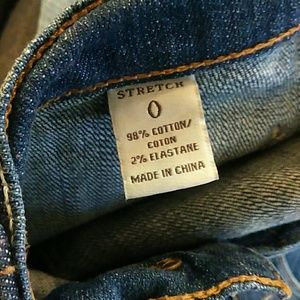 STRETCH
0
98% COTTON/
COTON
2% ELASTANE
MADE IN CHINA